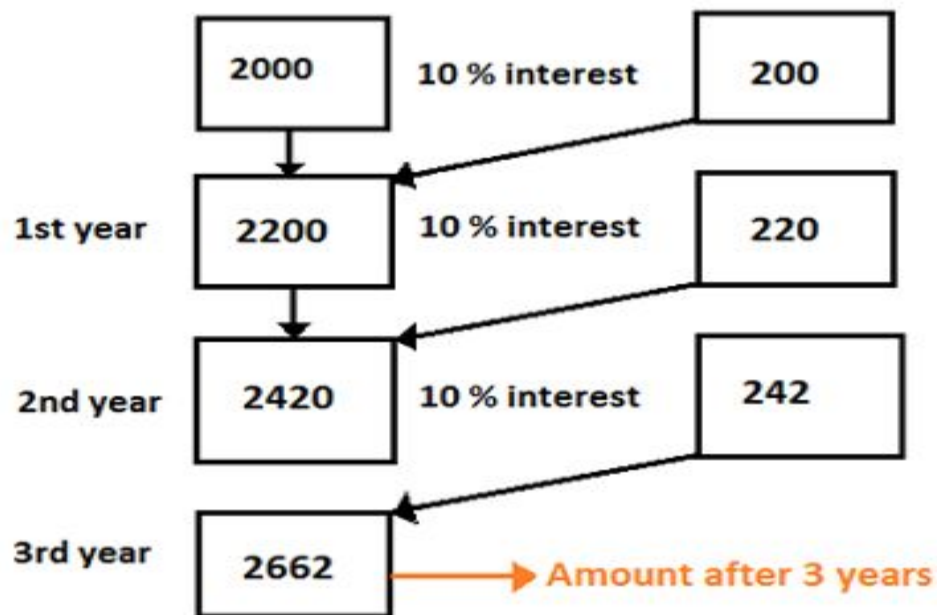 2000 10 % interest 200
1st year 2200 10 % interest 220
2nd year 2420 10 % interest 242
3rd year 2662 Amount after 3 years